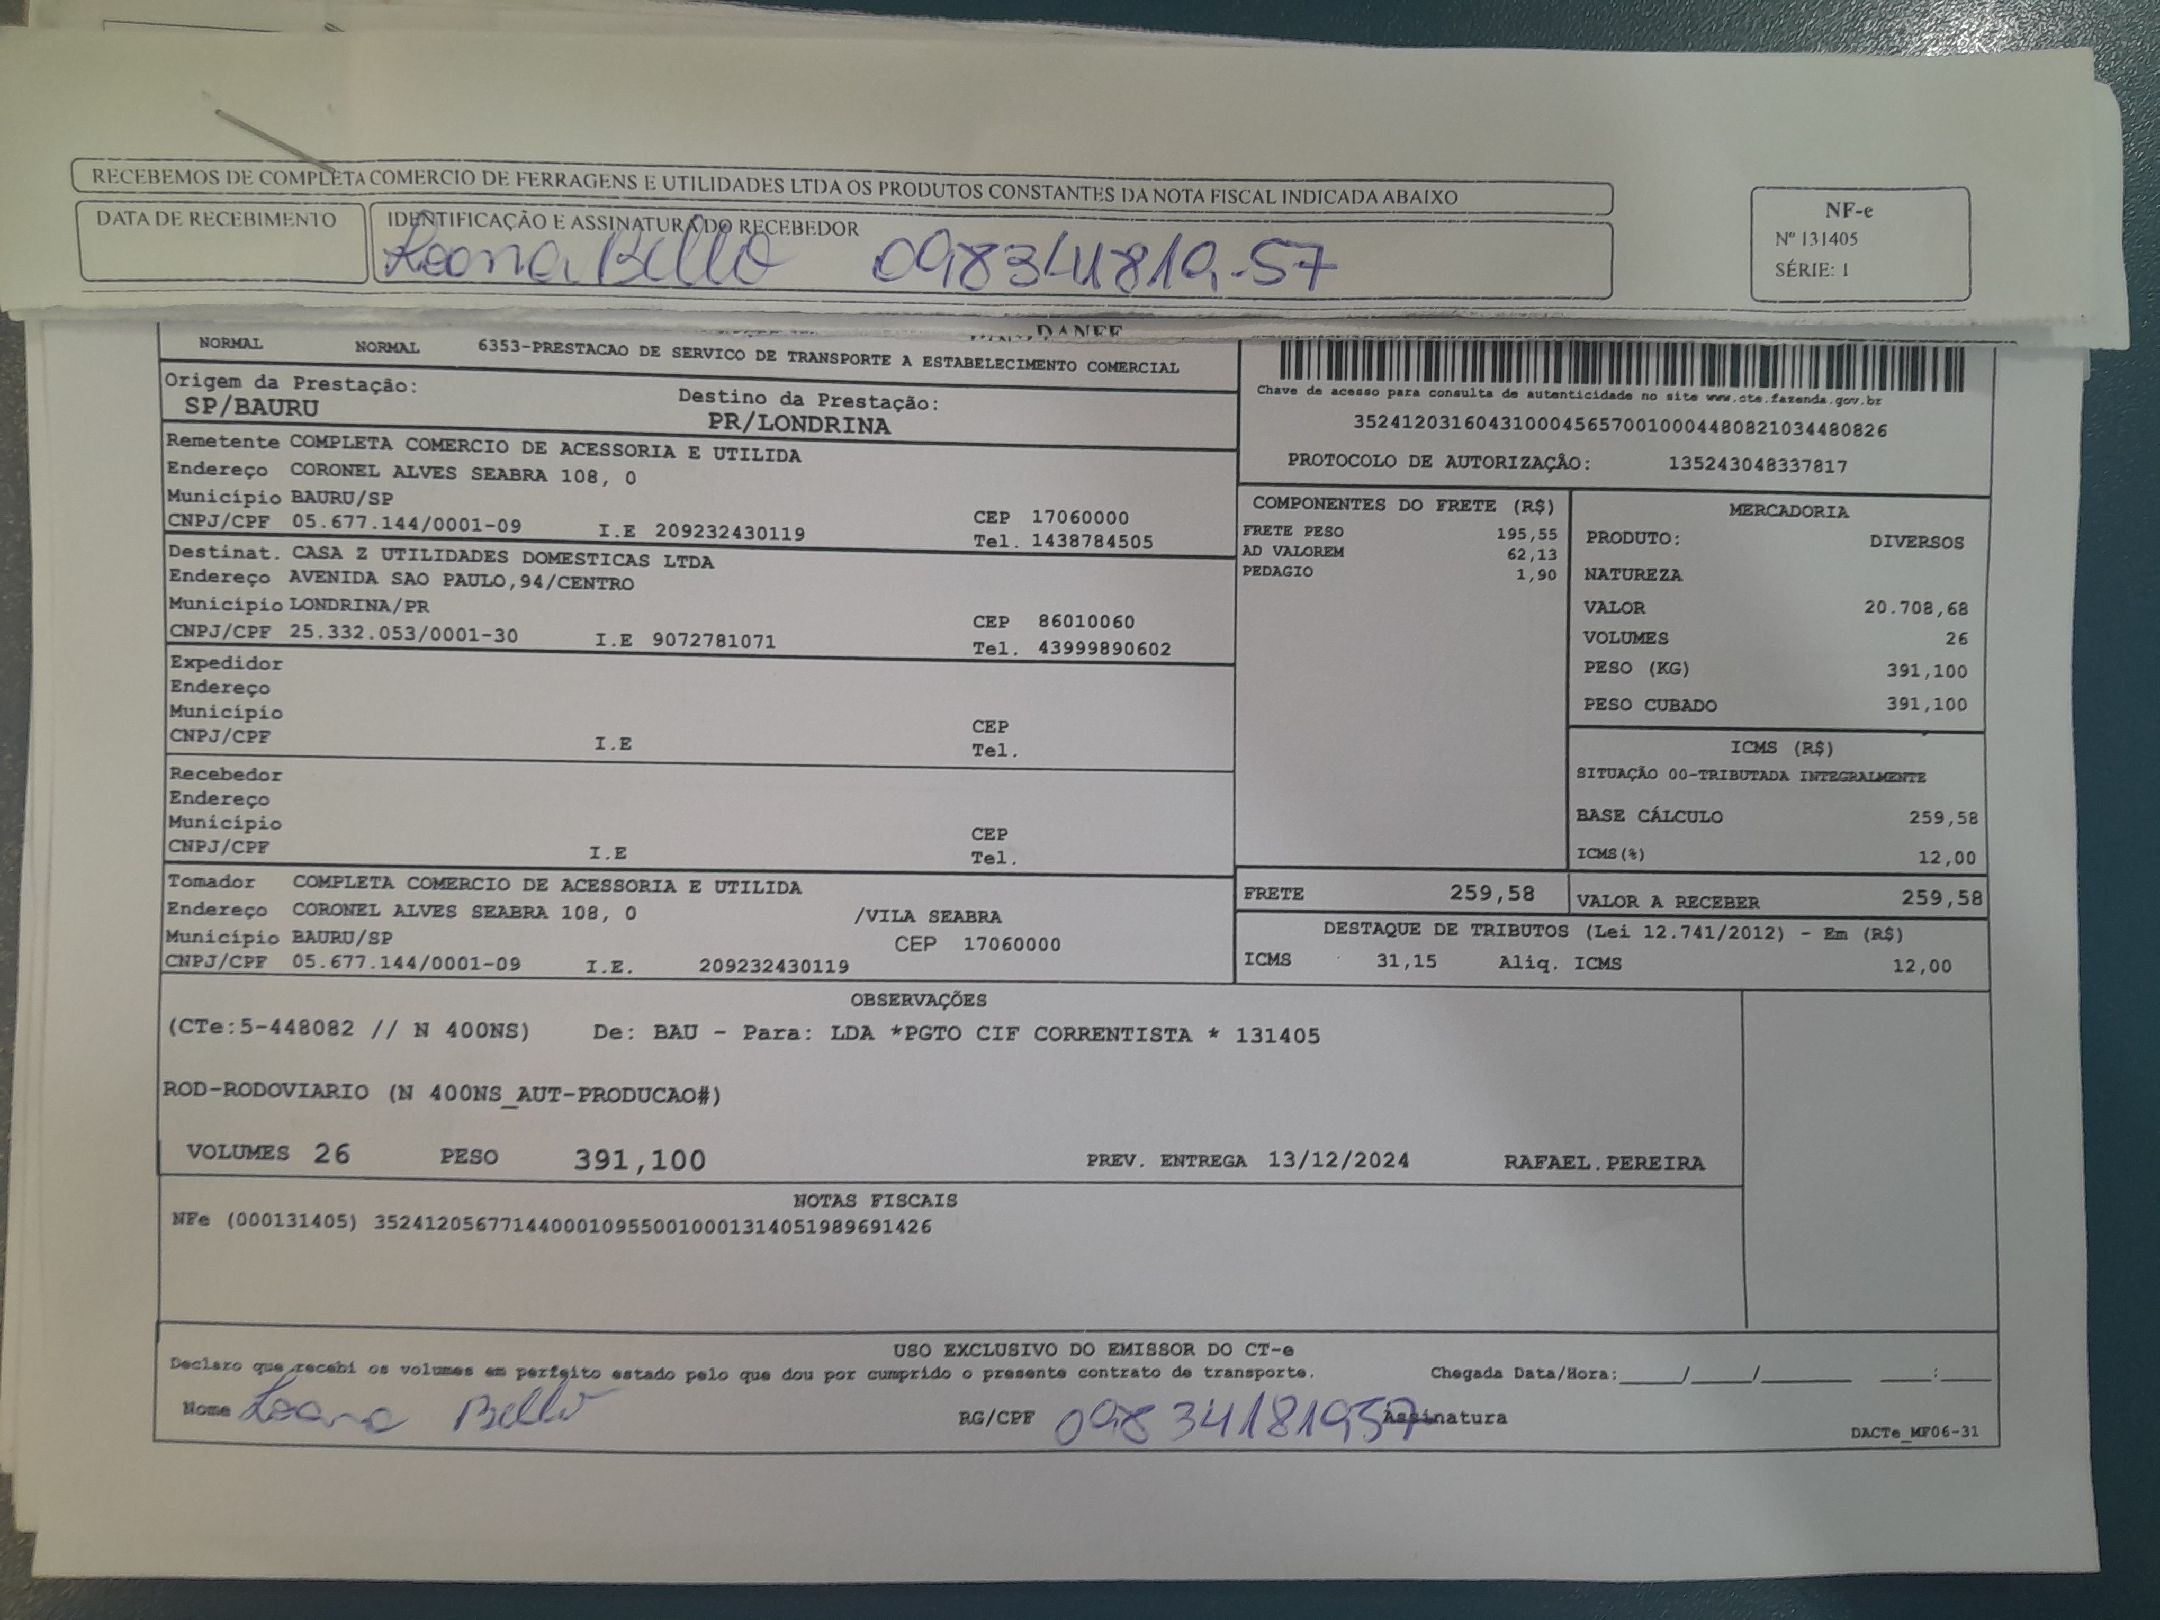 RECEBEMOS DE COMPLETA COMERCIO DE FERRAGENS E UTILIDADES LTDA OS PRODUTOS CONSTANTES DA NOTA FISCAL INDICADA ABAIXO
DATA DE RECEBIMENTO
IDENTIFICAÇÃO E ASSINATURA DO RECEBEDOR
Bello
NF-e
Nº 131405
SÉRIE: 1
DANFE
NORMAL NORMAL 6353-PRESTACAO DE SERVICO DE TRANSPORTE A ESTABELECIMENTO COMERCIAL
Origem da Prestação: Destino da Prestação:
SP/BAURU PR/LONDRINA
Remetente COMPLETA COMERCIO DE ACESSORIA E UTILIDA
Endereço CORONEL ALVES SEABRA 108, 0
Município BAURU/SP CEP 17060000
CNPJ/CPF 05.677.144/0001-09 I.E 209232430119 Tel. 1438784505
Destinat. CASA Z UTILIDADES DOMESTICAS LTDA
Endereço AVENIDA SAO PAULO,94/CENTRO
Município LONDRINA/PR CEP 86010060
CNPJ/CPF 25.332.053/0001-30 I.E 9072781071 Tel. 43999890602
Expedidor
Endereço
Município CEP
CNPJ/CPF I.E Tel.
Recebedor
Endereço
Município CEP
CNPJ/CPF I.E Tel.
Tomador COMPLETA COMERCIO DE ACESSORIA E UTILIDA
Endereço CORONEL ALVES SEABRA 108, 0 /VILA SEABRA
Município BAURU/SP CEP 17060000
CNPJ/CPF 05.677.144/0001-09 I.E. 209232430119
Chave de acesso para consulta de autenticidade no site www.cte.fazenda.gov.br
35241203160431000456570010004480821034480826
PROTOCOLO DE AUTORIZAÇÃO: 135243048337817
COMPONENTES DO FRETE (R$)
FRETE PESO 195,55
AD VALOREM 62,13
PEDAGIO 1,90
MERCADORIA
PRODUTO: DIVERSOS
NATUREZA
VALOR 20.708,68
VOLUMES 26
PESO (KG) 391,100
PESO CUBADO 391,100
ICMS (R$)
SITUAÇÃO 00-TRIBUTADA INTEGRALMENTE
BASE CÁLCULO 259,58
ICMS(%) 12,00
FRETE 259,58
VALOR A RECEBER 259,58
DESTAQUE DE TRIBUTOS (Lei 12.741/2012) - Em (R$)
ICMS 31,15 Aliq. ICMS 12,00
OBSERVAÇÕES
(CTe:5-448082 // N 400NS) De: BAU - Para: LDA *PGTO CIF CORRENTISTA * 131405
ROD-RODOVIARIO (N 400NS_AUT-PRODUCAO#)
VOLUMES 26 PESO 391,100 PREV. ENTREGA 13/12/2024 RAFAEL.PEREIRA
NOTAS FISCAIS
NFe (000131405) 35241205677144000109550010001314051989691426
USO EXCLUSIVO DO EMISSOR DO CT-e
Declaro que recebi os volumes em perfeito estado pelo que dou por cumprido o presente contrato de transporte. Chegada Data/Hora:____/____/______ ____:____
Nome Bello RG/CPF 09834181957 Assinatura
DACTe_MF06-31